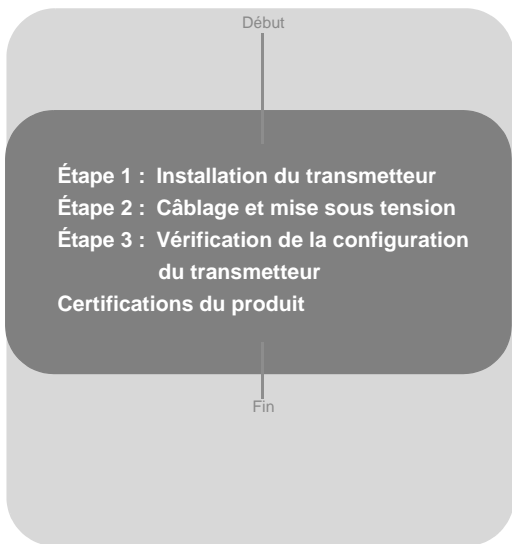 Début
Étape 1 : Installation du transmetteur
Étape 2 : Câblage et mise sous tension
Étape 3 : Vérification de la configuration
du transmetteur
Certifications du produit
Fin